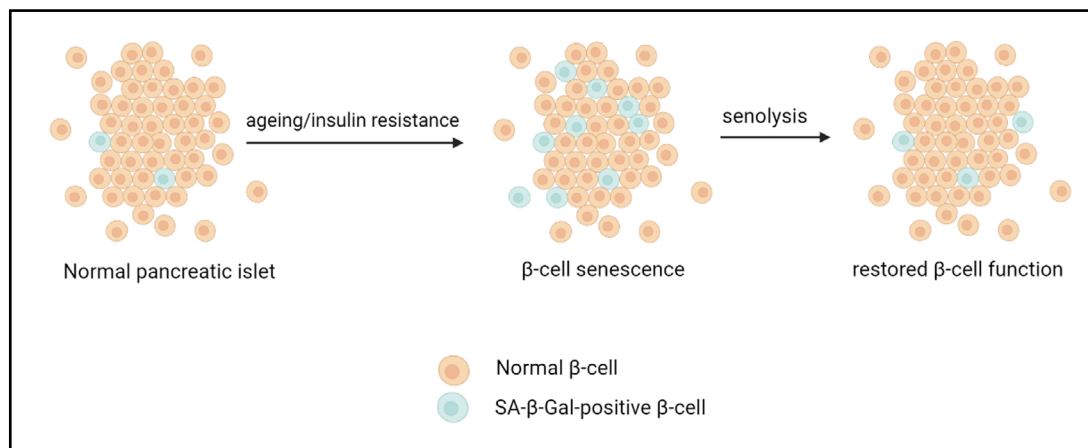 ageing/insulin resistance
senolysis
Normal pancreatic islet
β-cell senescence
restored β-cell function
Normal β-cell
SA-β-Gal-positive β-cell